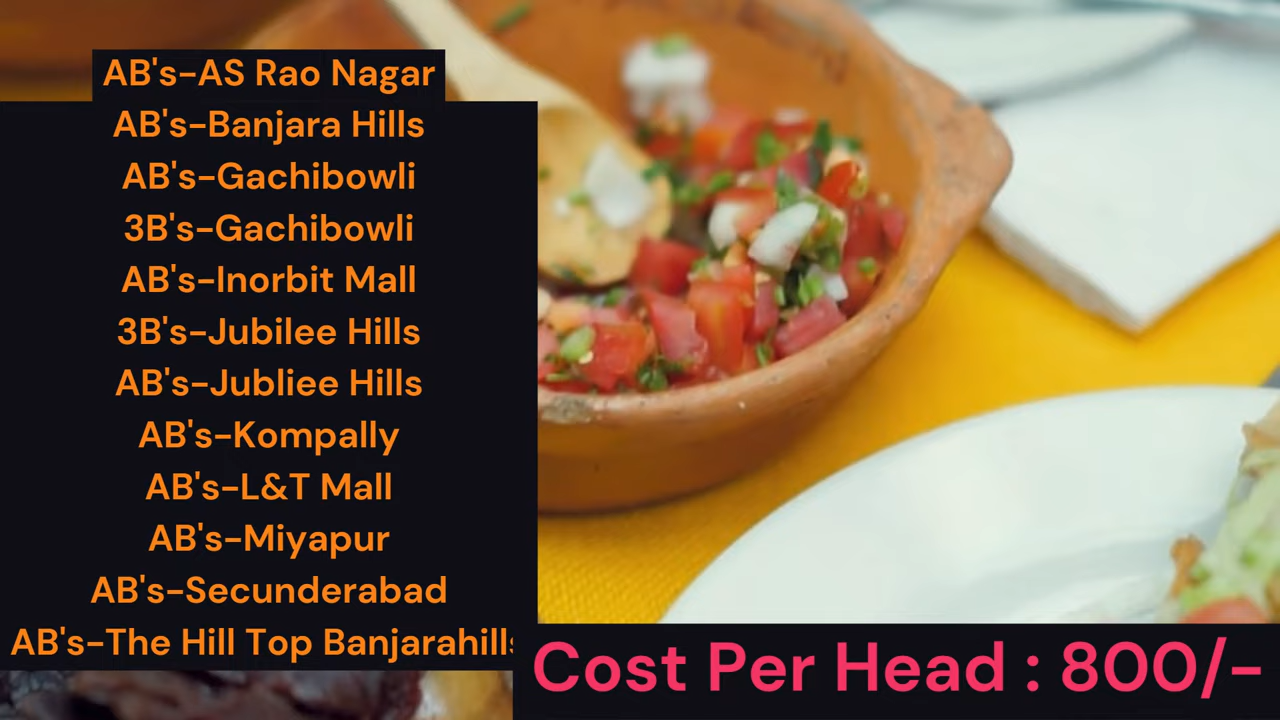 AB's-AS Rao Nagar
AB's-Banjara Hills
AB's-Gachibowli
3B's-Gachibowli
AB's-Inorbit Mall
3B's-Jubilee Hills
AB's-Jubliee Hills
AB's-Kompally
AB's-L&T Mall
AB's-Miyapur
AB's-Secunderabad
AB's-The Hill Top Banjarahills
Cost Per Head : 800/-